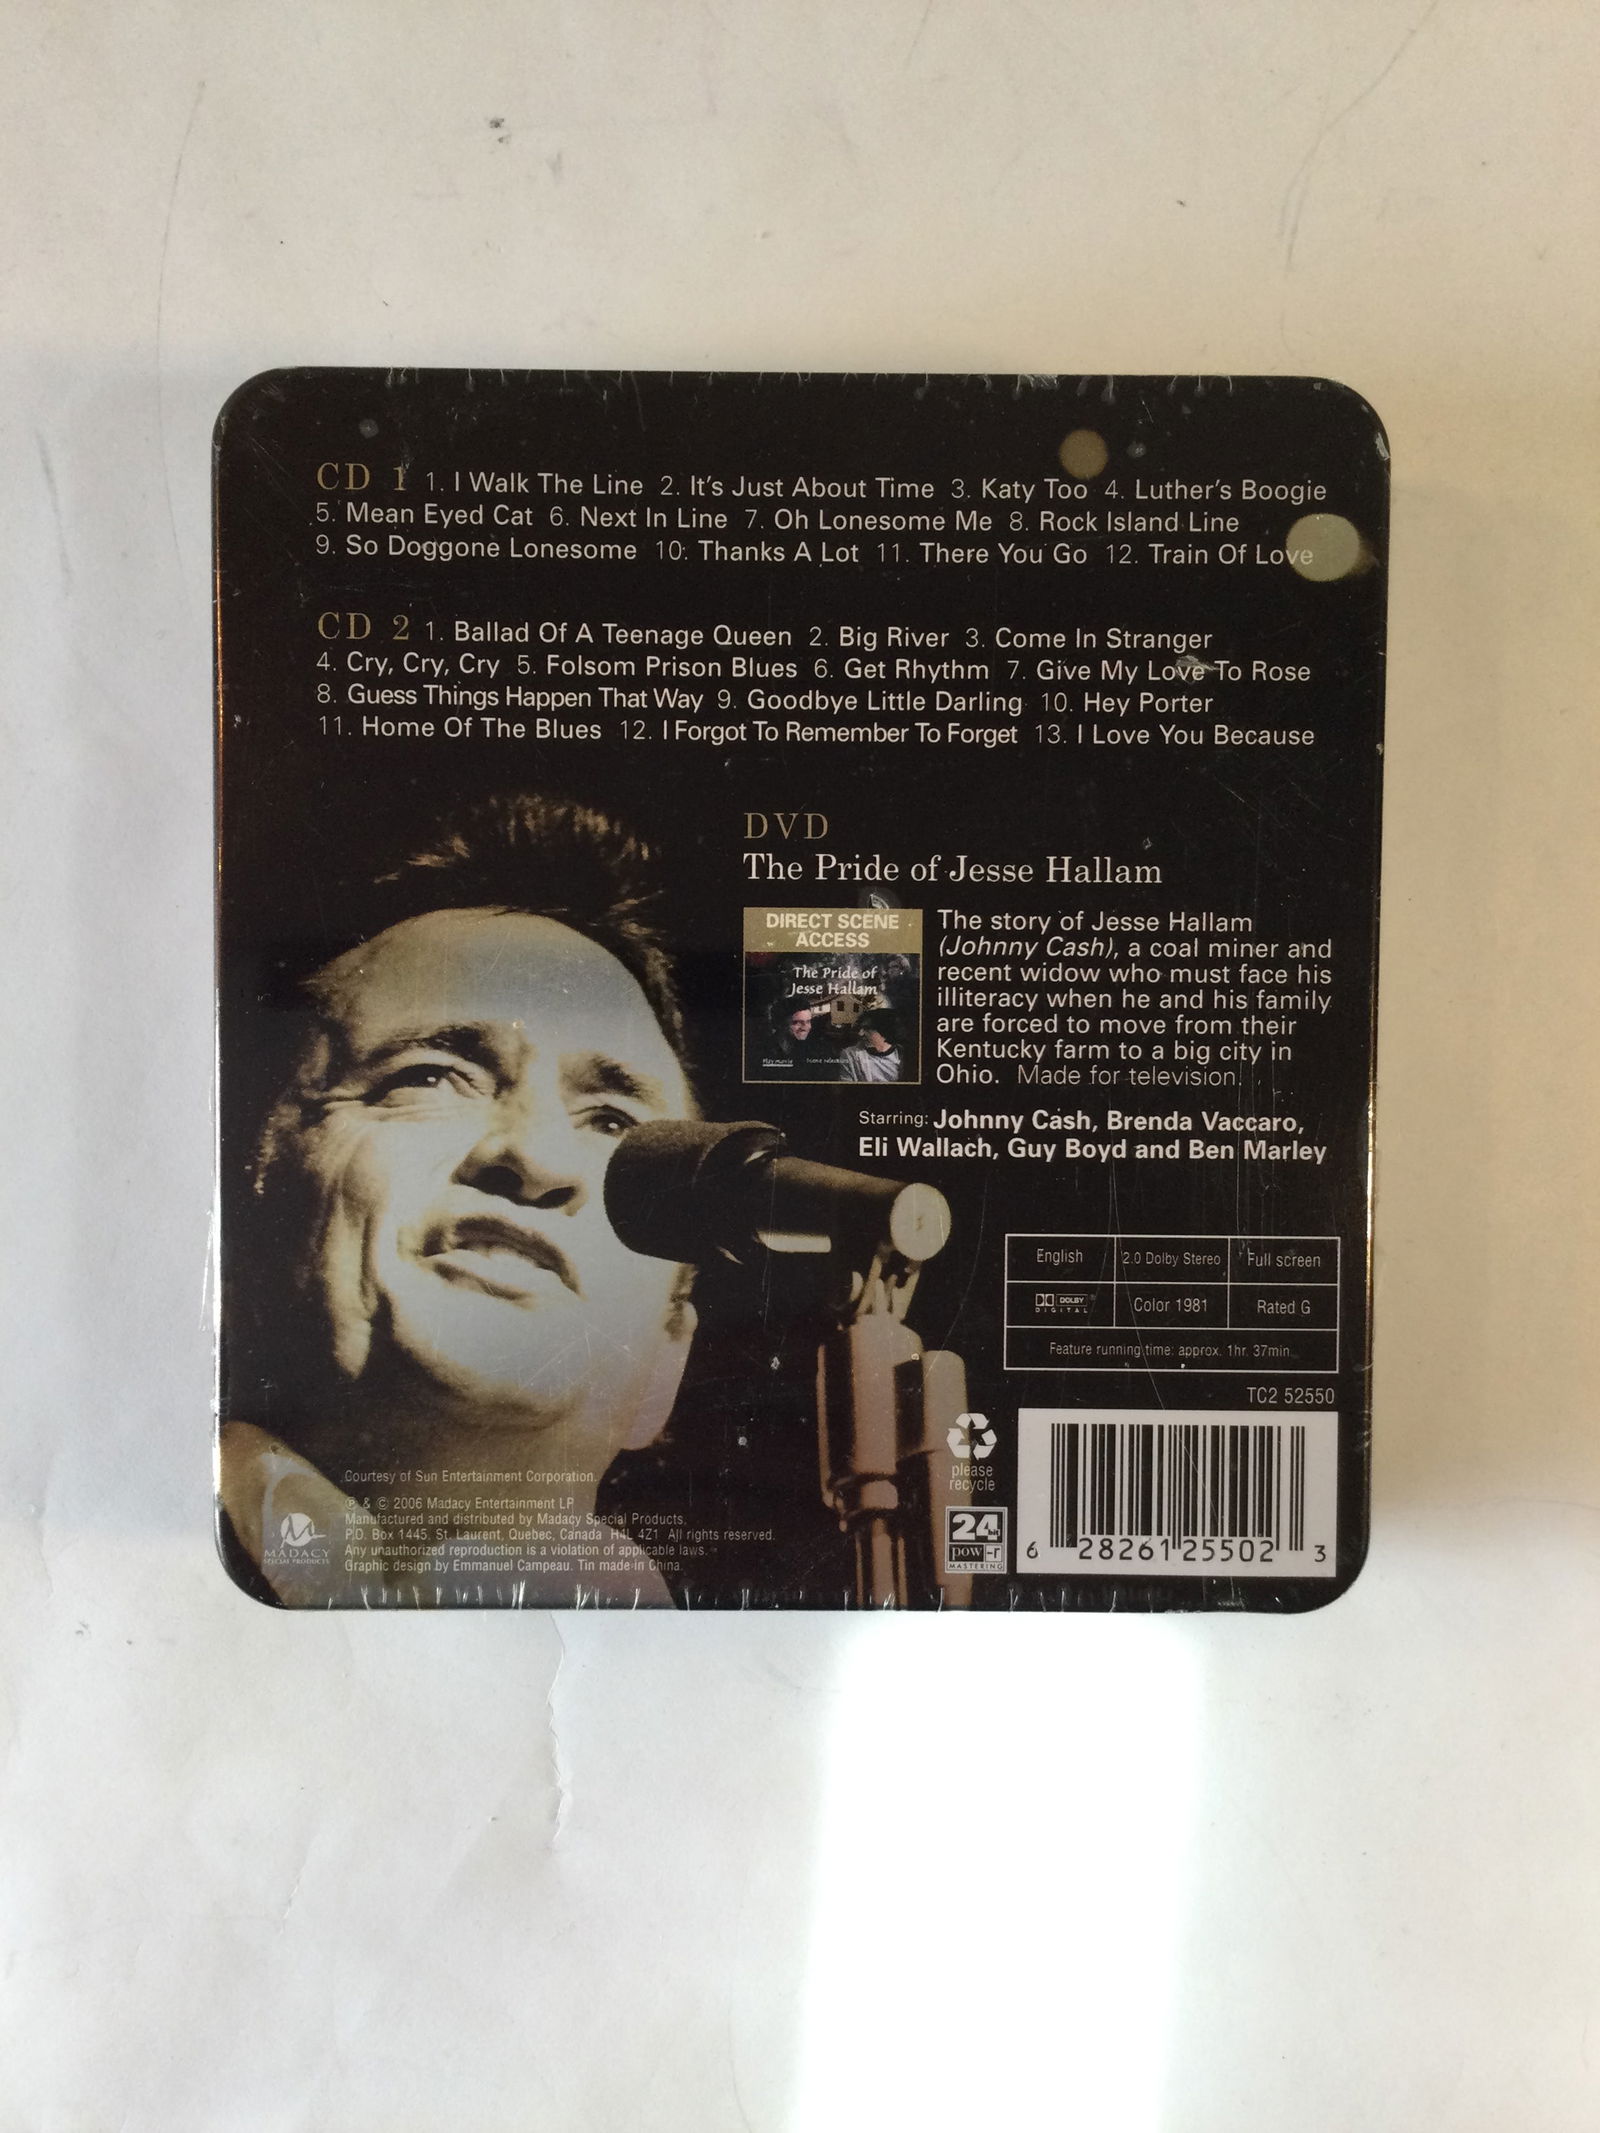 CD 1 1. I Walk The Line 2. It's Just About Time 3. Katy Too 4. Luther's Boogie
5. Mean Eyed Cat 6. Next In Line 7. Oh Lonesome Me 8. Rock Island Line
9. So Doggone Lonesome 10. Thanks A Lot 11. There You Go 12. Train Of Love
CD 2 1. Ballad Of A Teenage Queen 2. Big River 3. Come In Stranger
4. Cry, Cry, Cry 5. Folsom Prison Blues 6. Get Rhythm 7. Give My Love To Rose
8. Guess Things Happen That Way 9. Goodbye Little Darling 10. Hey Porter
11. Home Of The Blues 12. I Forgot To Remember To Forget 13. I Love You Because
DVD
The Pride of Jesse Hallam
DIRECT SCENE
ACCESS
The Pride of
Jesse Hallam
Play movie
The story of Jesse Hallam
(Johnny Cash), a coal miner and
recent widow who must face his
illiteracy when he and his family
are forced to move from their
Kentucky farm to a big city in
Ohio. Made for television.
Starring: Johnny Cash, Brenda Vaccaro,
Eli Wallach, Guy Boyd and Ben Marley
English 2.0 Dolby Stereo Full screen
DOLBY DIGITAL Color 1981 Rated G
Feature running time: approx. 1hr. 37min.
TC2 52550
please
recycle
24 bit
pow-r
MASTERING
6 28261 25502 3
Courtesy of Sun Entertainment Corporation.
℗ & © 2006 Madacy Entertainment LP
Manufactured and distributed by Madacy Special Products.
P.O. Box 1445, St. Laurent, Quebec, Canada H4L 4Z1 All rights reserved.
Any unauthorized reproduction is a violation of applicable laws.
Graphic design by Emmanuel Campeau. Tin made in China.
MADACY
SPECIAL PRODUCTS